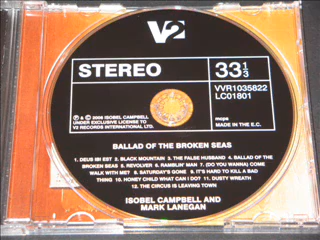 V2
STEREO
33 1/3
VVR1035822
LC01801
℗ & © 2006 ISOBEL CAMPBELL
UNDER EXCLUSIVE LICENSE TO
V2 RECORDS INTERNATIONAL LTD.
mcps
MADE IN THE E.C.
BALLAD OF THE BROKEN SEAS
1. DEUS IBI EST 2. BLACK MOUNTAIN 3. THE FALSE HUSBAND 4. BALLAD OF THE
BROKEN SEAS 5. REVOLVER 6. RAMBLIN' MAN 7. (DO YOU WANNA) COME
WALK WITH ME? 8. SATURDAY'S GONE 9. IT'S HARD TO KILL A BAD
THING 10. HONEY CHILD WHAT CAN I DO? 11. DUSTY WREATH
12. THE CIRCUS IS LEAVING TOWN
ISOBEL CAMPBELL AND
MARK LANEGAN